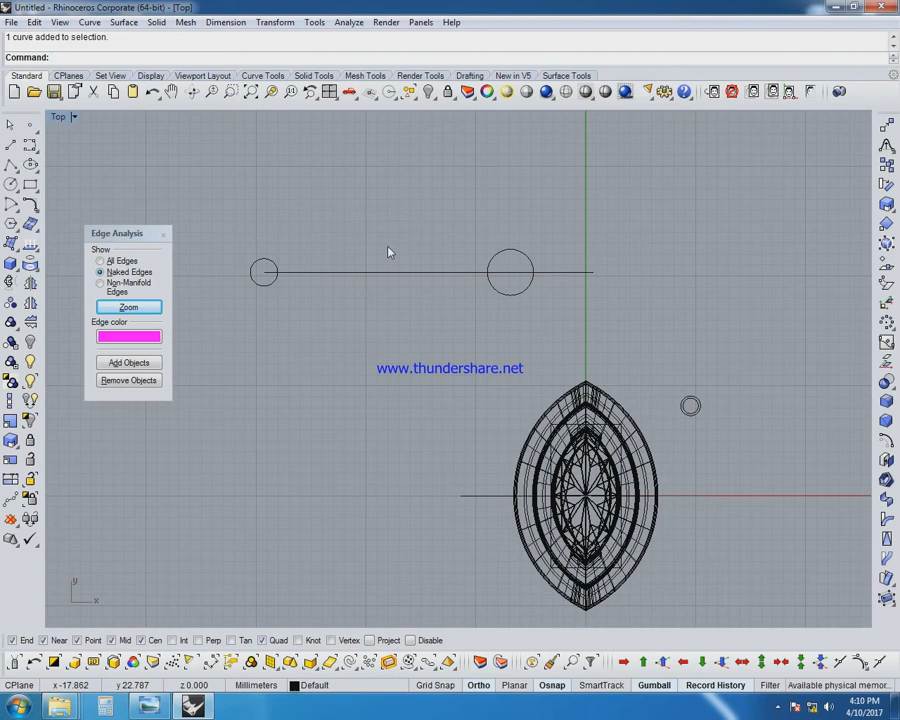 Untitled - Rhinoceros Corporate (64-bit) - [Top]
File Edit View Curve Surface Solid Mesh Dimension Transform Tools Analyze Render Panels Help
1 curve added to selection.
Command:
Standard CPlanes Set View Display Viewport Layout Curve Tools Solid Tools Mesh Tools Render Tools Drafting New in V5 Surface Tools
Top
Edge Analysis
Show
All Edges
Naked Edges
Non-Manifold
Edges
Zoom
Edge color
Add Objects
Remove Objects
www.thundershare.net
y
x
End Near Point Mid Cen Int Perp Tan Quad Knot Vertex Project Disable
CPlane x -17.862 y 22.787 z 0.000 Millimeters Default Grid Snap Ortho Planar Osnap SmartTrack Gumball Record History Filter Available physical memor
4:10 PM
4/10/2017